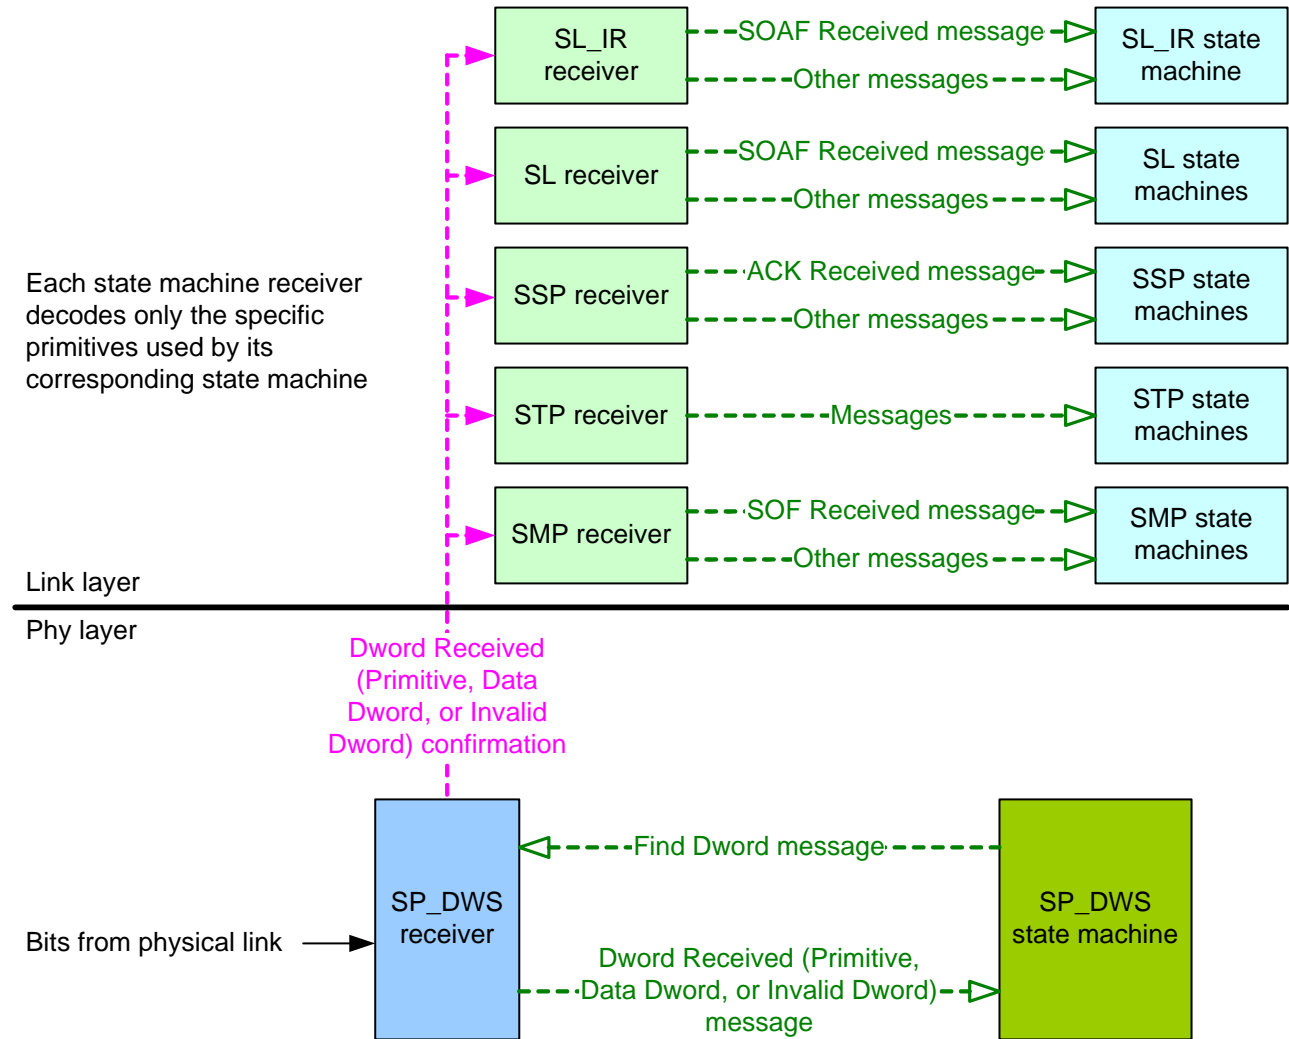 SL_IR
receiver
SOAF Received message
Other messages
SL_IR state
machine
SL receiver
SOAF Received message
Other messages
SL state
machines
Each state machine receiver
decodes only the specific
primitives used by its
corresponding state machine
SSP receiver
ACK Received message
Other messages
SSP state
machines
STP receiver
Messages
STP state
machines
SMP receiver
SOF Received message
Other messages
SMP state
machines
Link layer
Phy layer
Dword Received
(Primitive, Data
Dword, or Invalid
Dword) confirmation
Bits from physical link
SP_DWS
receiver
Find Dword message
Dword Received (Primitive,
Data Dword, or Invalid Dword)
message
SP_DWS
state machine